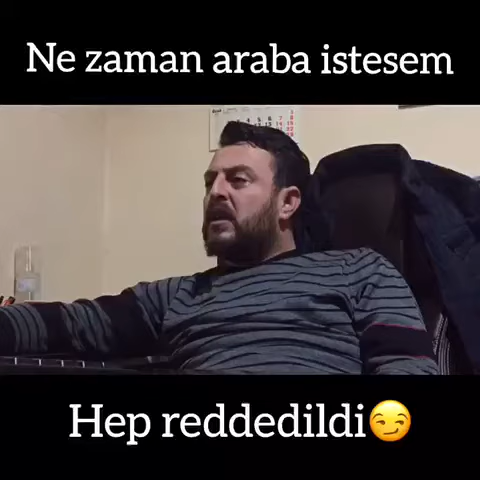 Ne zaman araba istesem
Hep reddedildi😏